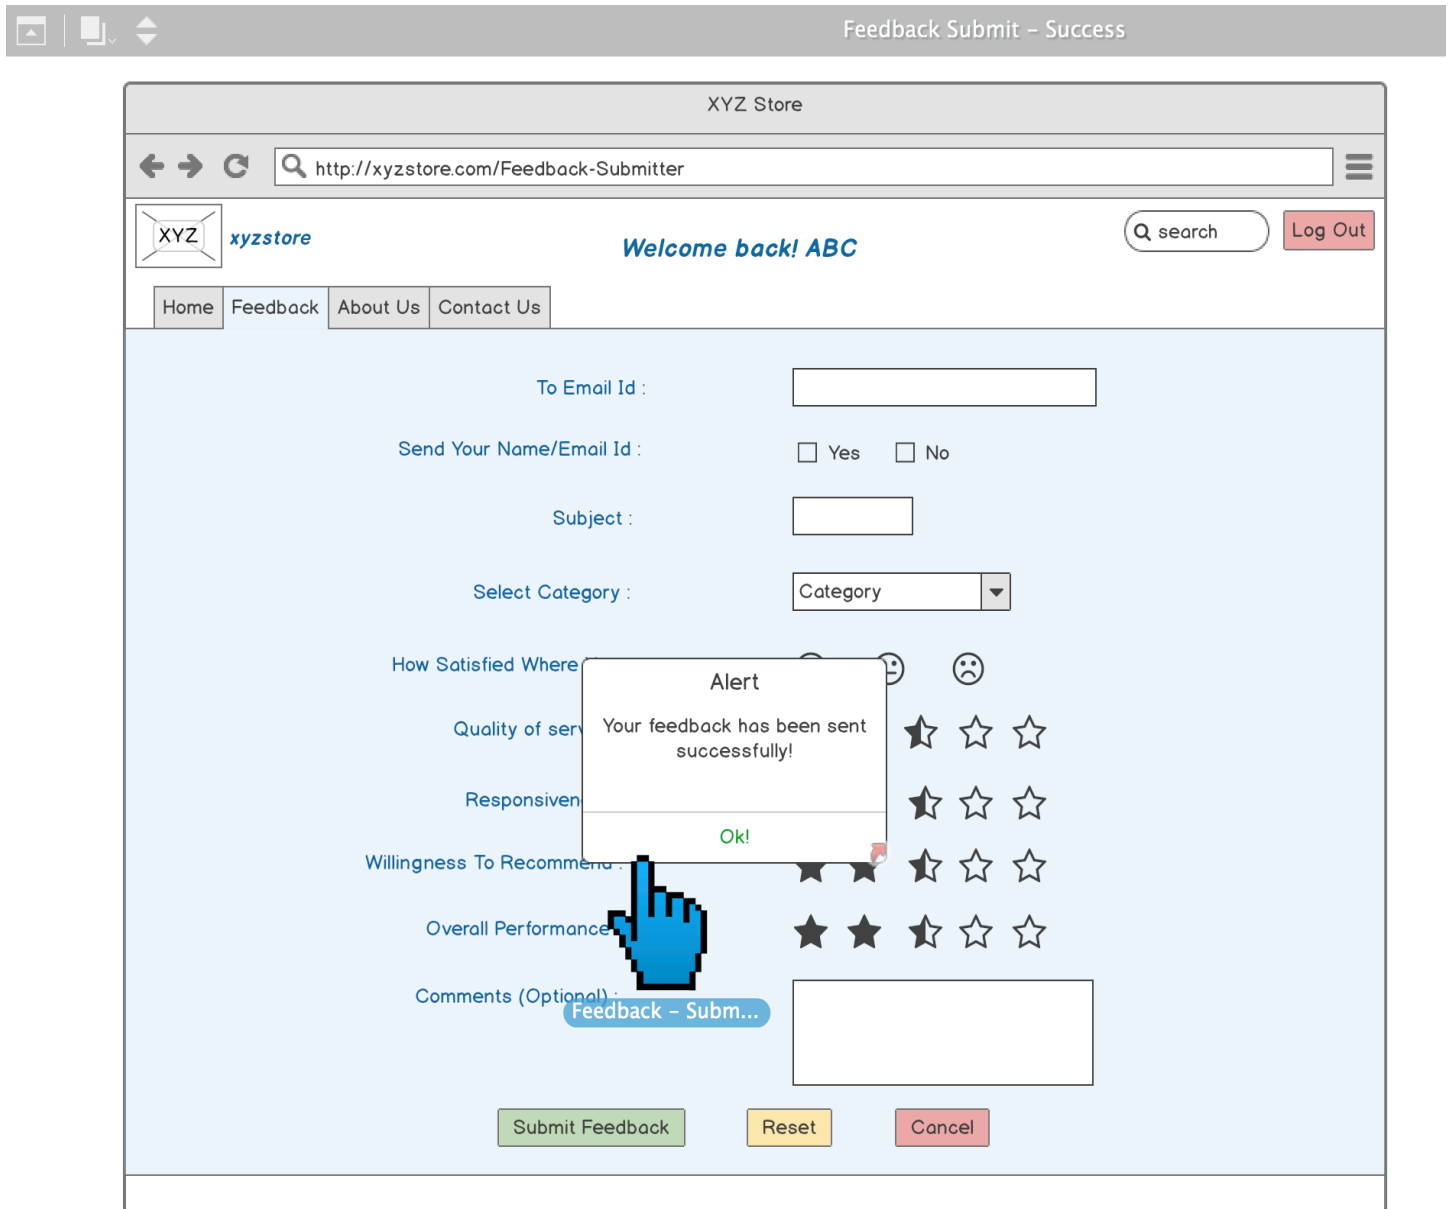 Feedback Submit – Success
XYZ Store
http://xyzstore.com/Feedback-Submitter
XYZ
xyzstore
Welcome back! ABC
search
Log Out
Home
Feedback
About Us
Contact Us
To Email Id :
Send Your Name/Email Id :
Yes
No
Subject :
Select Category :
Category
How Satisfied Where
Alert
Your feedback has been sent
successfully!
Ok!
Quality of
Willingness To Recommend :
Overall Performance
Comments (Optional) :
Feedback – Subm...
Submit Feedback
Reset
Cancel